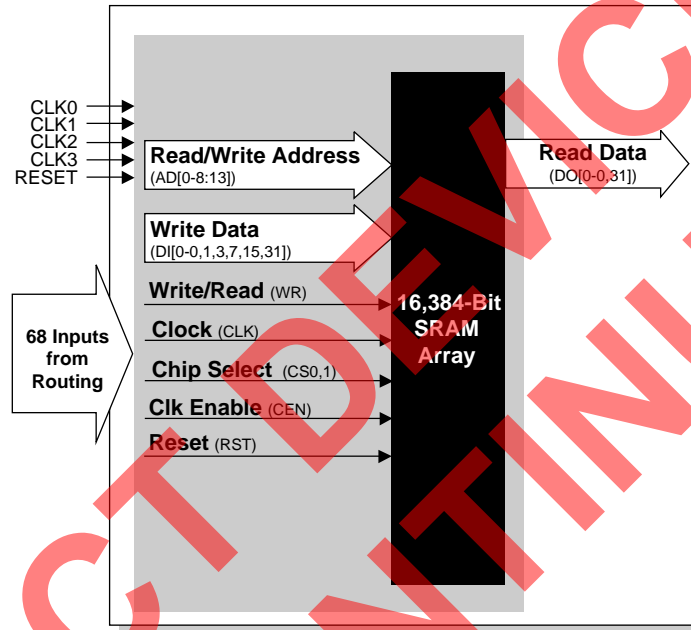 CLK0
CLK1
CLK2
CLK3
RESET
Read/Write Address
(AD[0-8:13])
Read Data
(DO[0-0,31])
Write Data
(DI[0-0,1,3,7,15,31])
Write/Read (WR)
Clock (CLK)
Chip Select (CS0,1)
Clk Enable (CEN)
Reset (RST)
16,384-Bit
SRAM
Array
68 Inputs
from
Routing